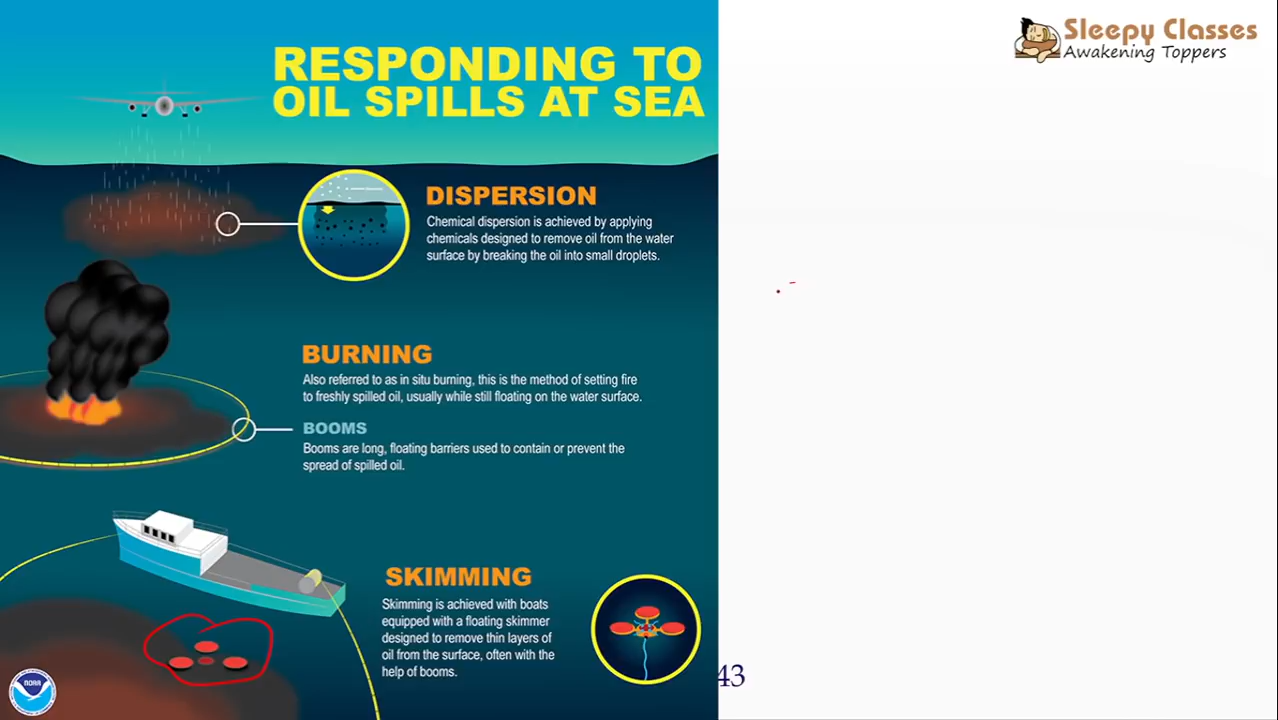 Sleepy Classes
Awakening Toppers
RESPONDING TO
OIL SPILLS AT SEA
DISPERSION
Chemical dispersion is achieved by applying
chemicals designed to remove oil from the water
surface by breaking the oil into small droplets.
BURNING
Also referred to as in situ burning, this is the method of setting fire
to freshly spilled oil, usually while still floating on the water surface.
BOOMS
Booms are long, floating barriers used to contain or prevent the
spread of spilled oil.
SKIMMING
Skimming is achieved with boats
equipped with a floating skimmer
designed to remove thin layers of
oil from the surface, often with the
help of booms.
NOAA
43